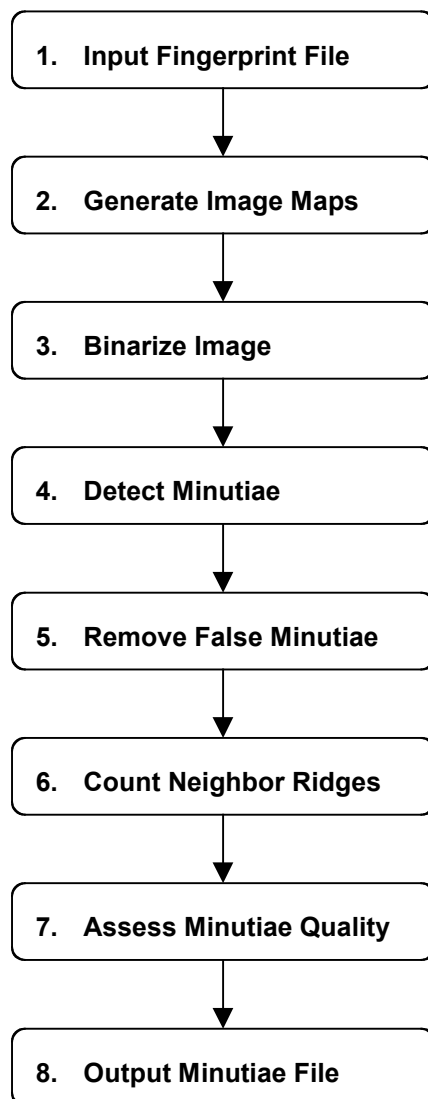 1. Input Fingerprint File
2. Generate Image Maps
3. Binarize Image
4. Detect Minutiae
5. Remove False Minutiae
6. Count Neighbor Ridges
7. Assess Minutiae Quality
8. Output Minutiae File